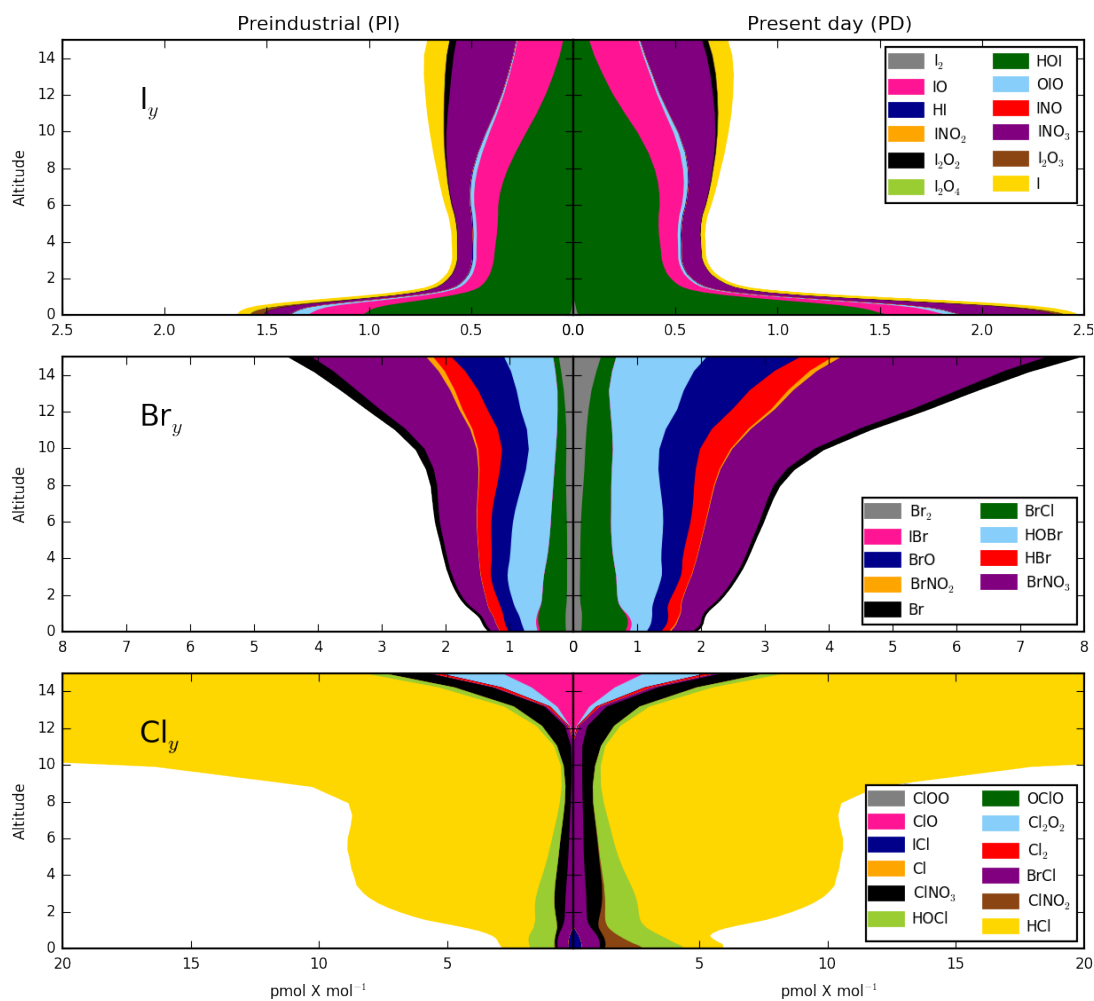 Preindustrial (PI) Present day (PD)
I_y
Altitude
14
12
10
8
6
4
2
0
I₂ HOI
IO OIO
HI INO
INO₂ INO₃
I₂O₂ I₂O₃
I₂O₄ I
2.5 2.0 1.5 1.0 0.5 0.0 0.5 1.0 1.5 2.0 2.5
Br_y
Altitude
14
12
10
8
6
4
2
0
Br₂ BrCl
IBr HOBr
BrO HBr
BrNO₂ BrNO₃
Br
8 7 6 5 4 3 2 1 0 1 2 3 4 5 6 7 8
Cl_y
Altitude
14
12
10
8
6
4
2
0
ClOO OClO
ClO Cl₂O₂
ICl Cl₂
Cl BrCl
ClNO₃ ClNO₂
HOCl HCl
20 15 10 5 0 5 10 15 20
pmol X mol⁻¹ pmol X mol⁻¹